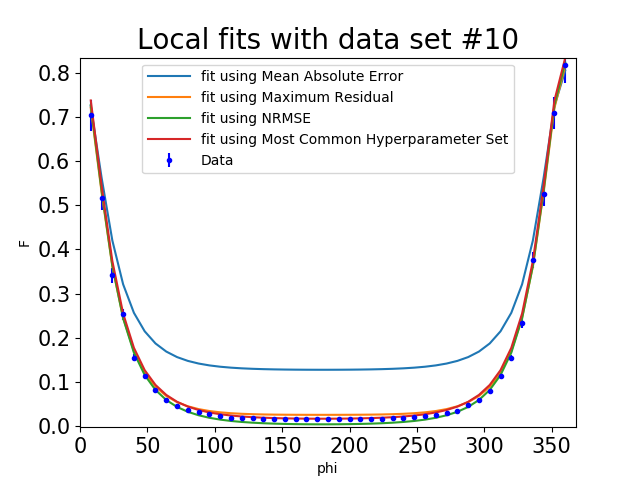 Local fits with data set #10
fit using Mean Absolute Error
fit using Maximum Residual
fit using NRMSE
fit using Most Common Hyperparameter Set
Data
F
0.8
0.7
0.6
0.5
0.4
0.3
0.2
0.1
0.0
0 50 100 150 200 250 300 350
phi